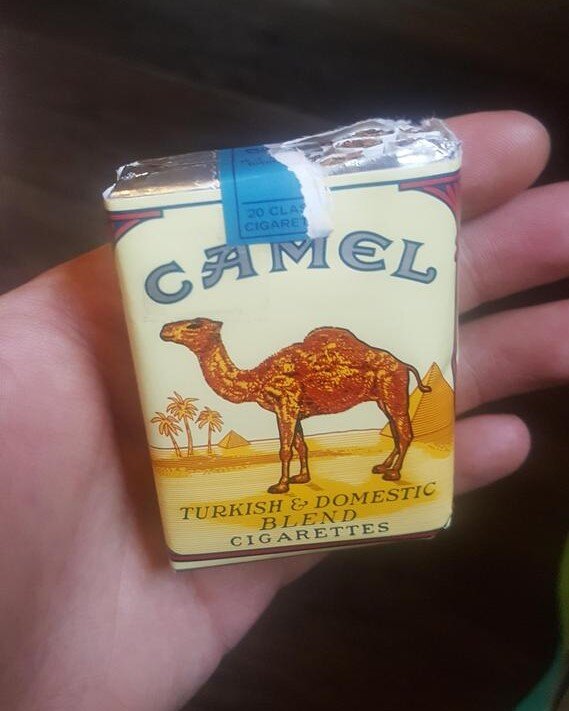 20 CLA
CIGARE
CAMEL
TURKISH & DOMESTIC
BLEND
CIGARETTES